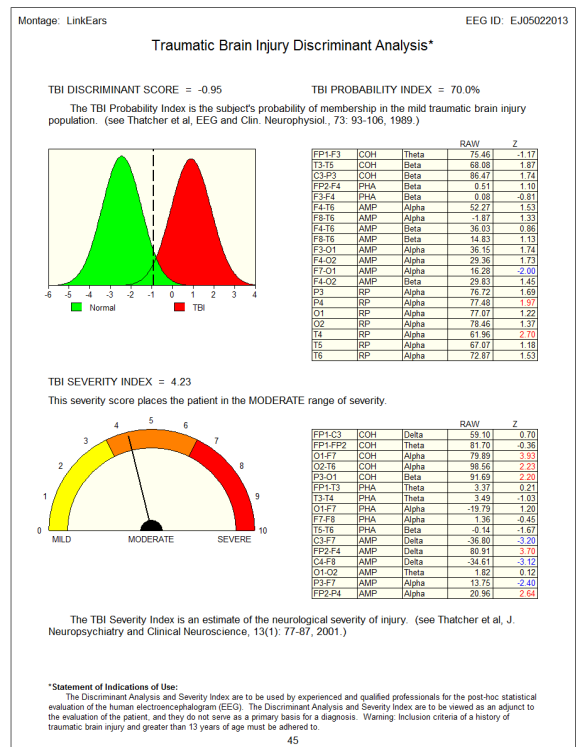 Montage: LinkEars EEG ID: EJ05022013
Traumatic Brain Injury Discriminant Analysis*
TBI DISCRIMINANT SCORE = -0.95 TBI PROBABILITY INDEX = 70.0%
The TBI Probability Index is the subject's probability of membership in the mild traumatic brain injury
population. (see Thatcher et al, EEG and Clin. Neurophysiol., 73: 93-106, 1989.)
RAW Z
FP1-F3 COH Theta 75.46 -1.17
T3-T5 COH Beta 68.08 1.87
C3-P3 COH Beta 86.47 1.74
FP2-F4 PHA Beta 0.51 1.10
F3-F4 PHA Beta 0.08 -0.81
F4-T6 AMP Alpha 52.27 1.53
F8-T6 AMP Alpha -1.87 1.33
F4-T6 AMP Beta 36.03 0.86
F8-T6 AMP Beta 14.83 1.13
F3-O1 AMP Alpha 36.15 1.74
F4-O2 AMP Alpha 29.36 1.73
F7-O1 AMP Alpha 16.28 -2.00
F4-O2 AMP Beta 29.83 1.45
P3 RP Alpha 76.72 1.69
P4 RP Alpha 77.48 1.97
O1 RP Alpha 77.07 1.22
O2 RP Alpha 78.46 1.37
T4 RP Alpha 61.96 2.70
T5 RP Alpha 67.07 1.18
T6 RP Alpha 72.87 1.53
-6 -5 -4 -3 -2 -1 0 1 2 3 4
Normal TBI
TBI SEVERITY INDEX = 4.23
This severity score places the patient in the MODERATE range of severity.
0 1 2 3 4 5 6 7 8 9 10
MILD MODERATE SEVERE
RAW Z
FP1-C3 COH Delta 59.10 0.70
FP1-FP2 COH Theta 81.70 -0.36
O1-F7 COH Alpha 79.89 3.93
O2-T6 COH Alpha 98.56 2.23
P3-O1 COH Beta 91.69 2.20
FP1-T3 PHA Theta 3.37 0.21
T3-T4 PHA Theta 3.49 -1.03
O1-F7 PHA Alpha -19.79 1.20
F7-F8 PHA Alpha 1.36 -0.45
T5-T6 PHA Beta -0.14 -1.67
C3-F7 AMP Delta -36.80 -3.20
FP2-F4 AMP Delta 80.91 3.70
C4-F8 AMP Delta -34.61 -3.12
O1-O2 AMP Theta 1.82 0.12
P3-F7 AMP Alpha 13.75 -2.40
FP2-P4 AMP Alpha 20.96 2.64
The TBI Severity Index is an estimate of the neurological severity of injury. (see Thatcher et al, J.
Neuropsychiatry and Clinical Neuroscience, 13(1): 77-87, 2001.)
*Statement of Indications of Use:
The Discriminant Analysis and Severity Index are to be used by experienced and qualified professionals for the post-hoc statistical
evaluation of the human electroencephalogram (EEG). The Discriminant Analysis and Severity Index are to be viewed as an adjunct to
the evaluation of the patient, and they do not serve as a primary basis for a diagnosis. Warning: Inclusion criteria of a history of
traumatic brain injury and greater than 13 years of age must be adhered to.
45